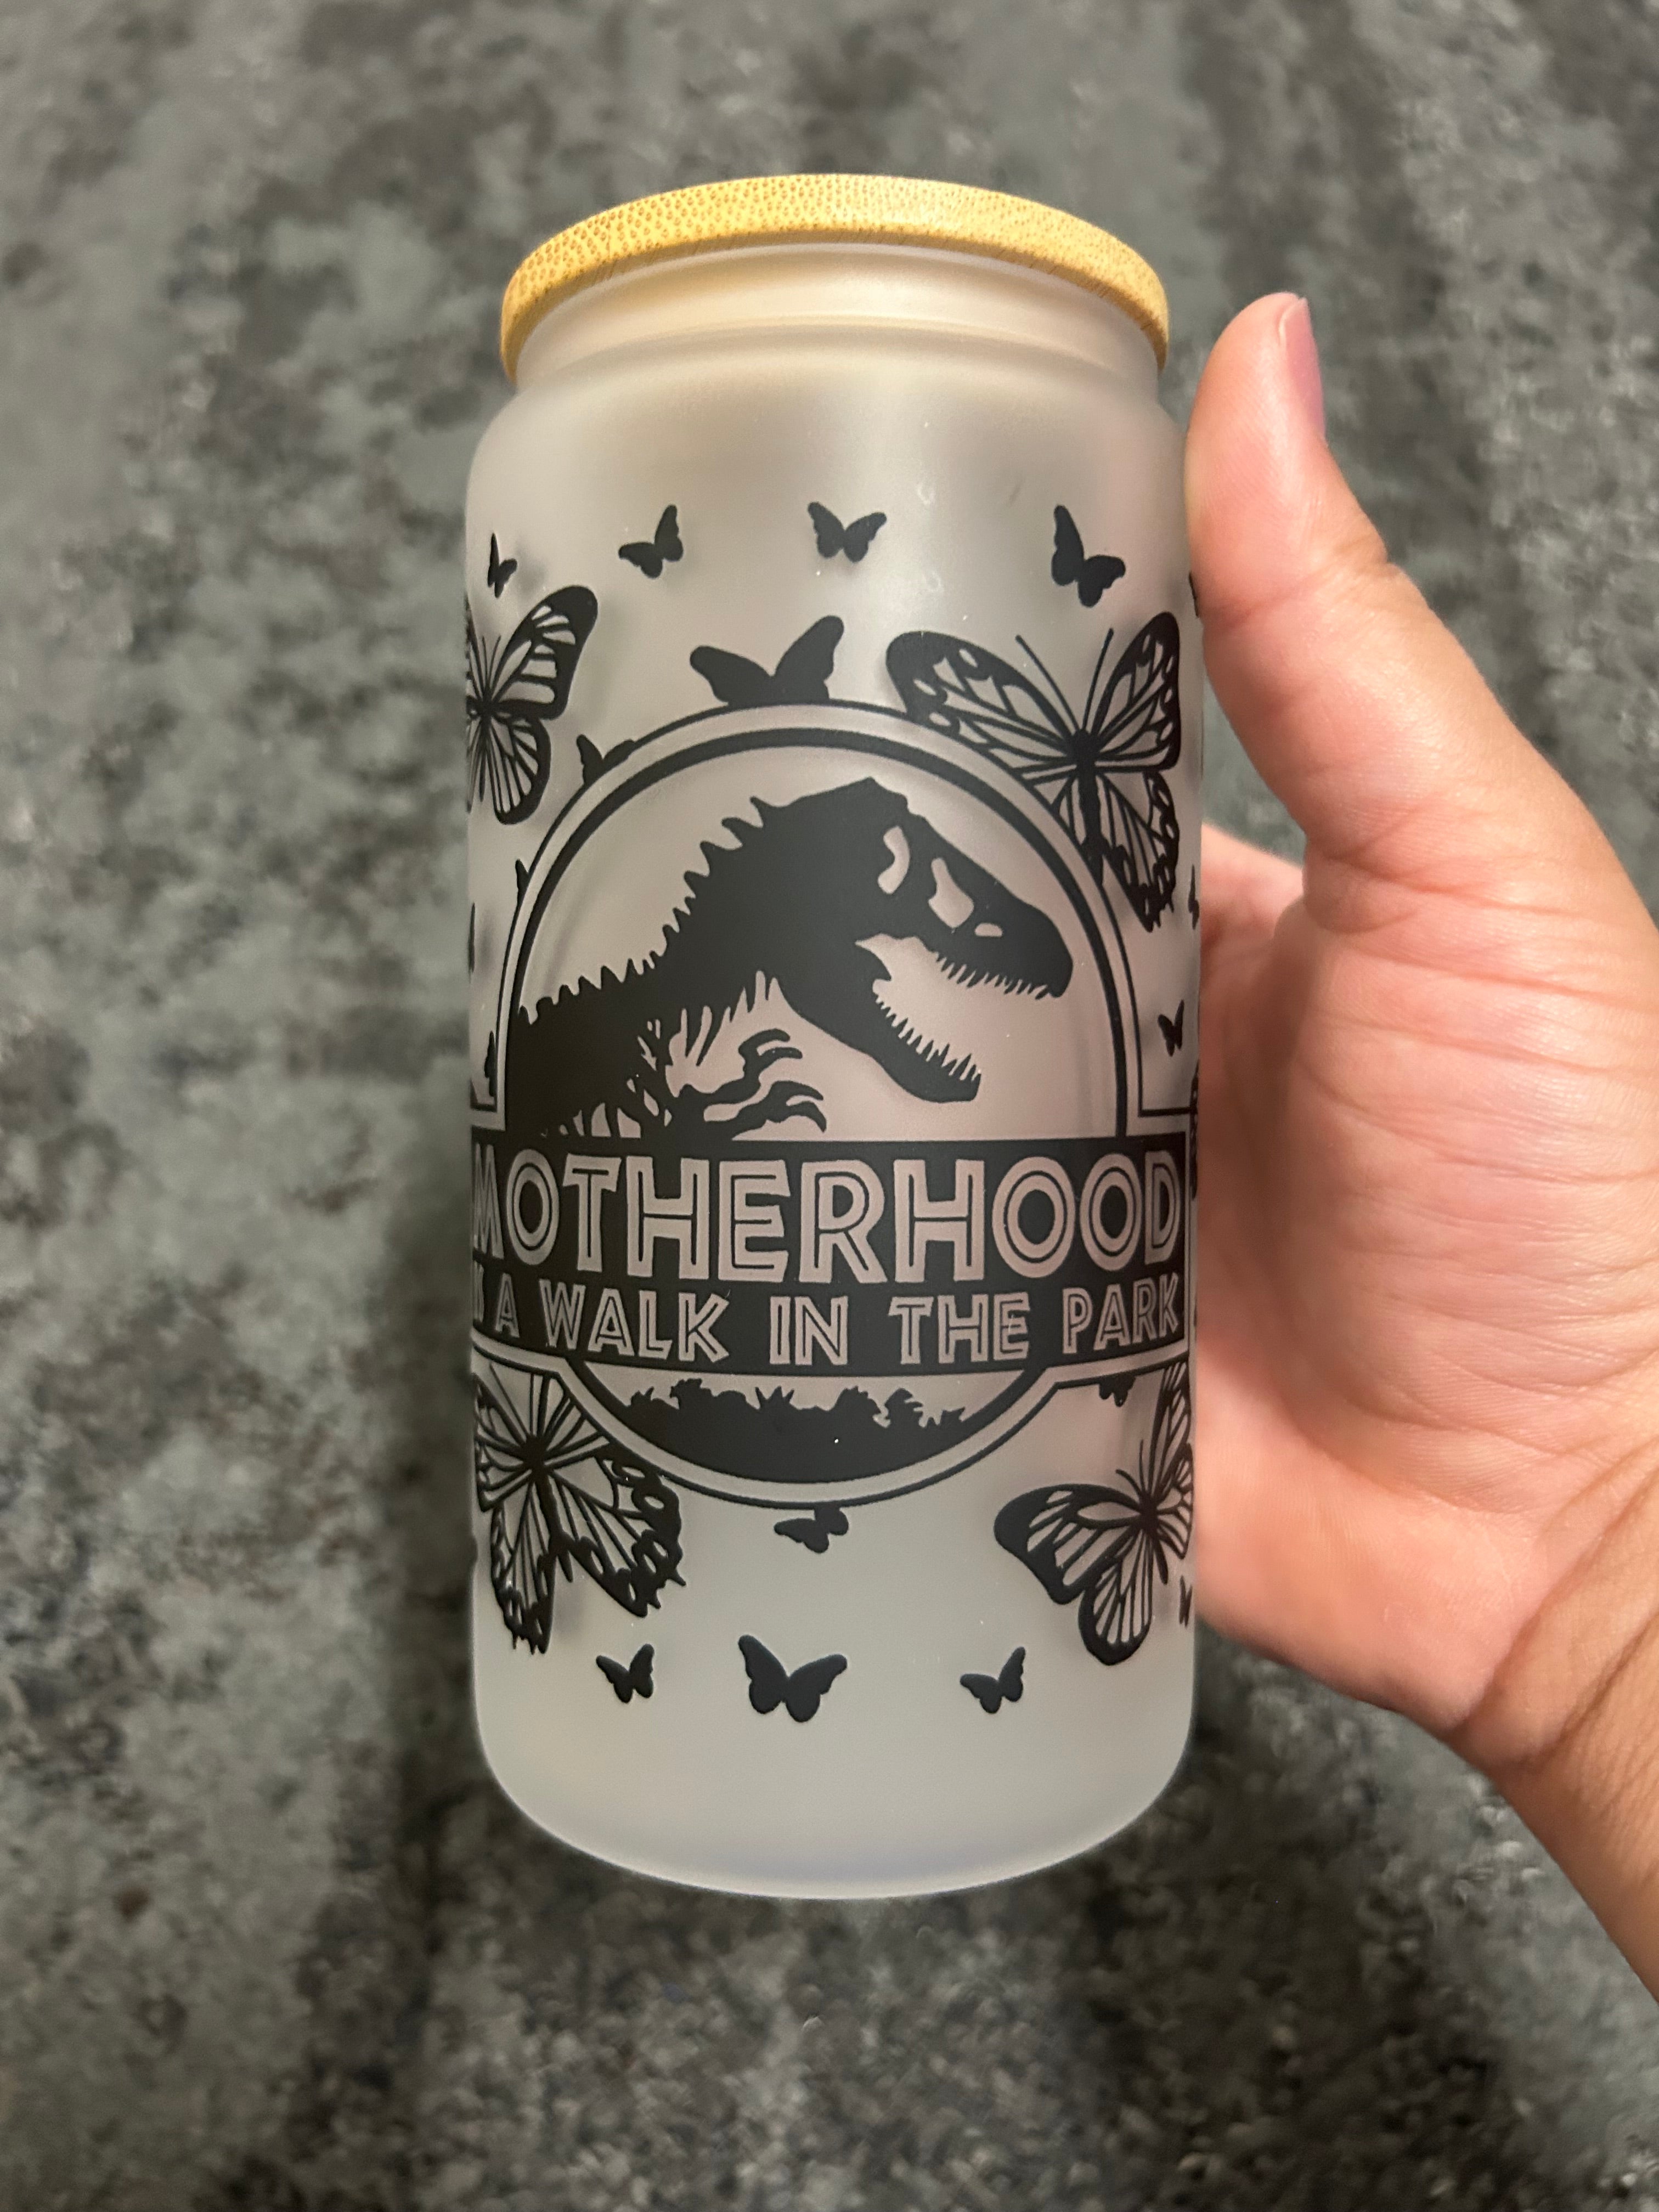 MOTHERHOOD
A WALK IN THE PARK